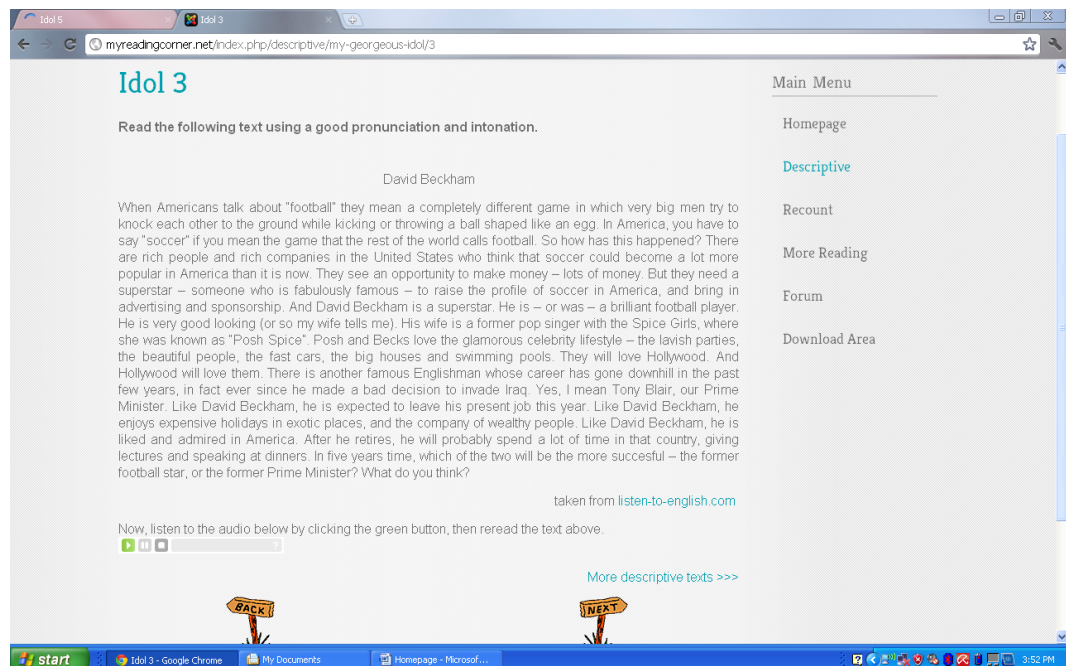 Idol 5
Idol 3
myreadingcorner.net/index.php/descriptive/my-georgeous-idol/3
Idol 3
Read the following text using a good pronunciation and intonation.
David Beckham
When Americans talk about "football" they mean a completely different game in which very big men try to
knock each other to the ground while kicking or throwing a ball shaped like an egg. In America, you have to
say "soccer" if you mean the game that the rest of the world calls football. So how has this happened? There
are rich people and rich companies in the United States who think that soccer could become a lot more
popular in America than it is now. They see an opportunity to make money – lots of money. But they need a
superstar – someone who is fabulously famous – to raise the profile of soccer in America, and bring in
advertising and sponsorship. And David Beckham is a superstar. He is – or was – a brilliant football player.
He is very good looking (or so my wife tells me). His wife is a former pop singer with the Spice Girls, where
she was known as "Posh Spice". Posh and Becks love the glamorous celebrity lifestyle – the lavish parties,
the beautiful people, the fast cars, the big houses and swimming pools. They will love Hollywood. And
Hollywood will love them. There is another famous Englishman whose career has gone downhill in the past
few years, in fact ever since he made a bad decision to invade Iraq. Yes, I mean Tony Blair, our Prime
Minister. Like David Beckham, he is expected to leave his present job this year. Like David Beckham, he
enjoys expensive holidays in exotic places, and the company of wealthy people. Like David Beckham, he is
liked and admired in America. After he retires, he will probably spend a lot of time in that country, giving
lectures and speaking at dinners. In five years time, which of the two will be the more succesful – the former
football star, or the former Prime Minister? What do you think?
taken from listen-to-english.com
Now, listen to the audio below by clicking the green button, then reread the text above.
?
More descriptive texts >>>
BACK
NEXT
Main Menu
Homepage
Descriptive
Recount
More Reading
Forum
Download Area
start
Idol 3 - Google Chrome
My Documents
Homepage - Microsof...
3:52 PM